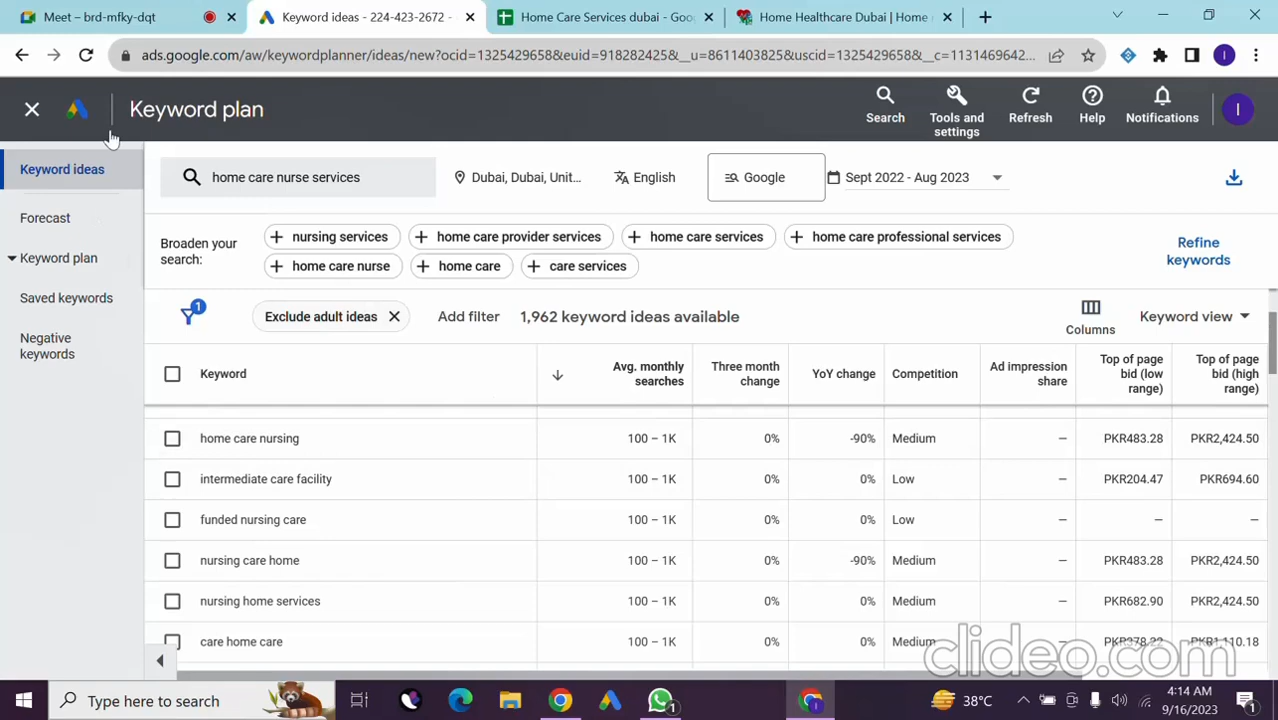 Meet – brd-mfky-dqt
Keyword ideas - 224-423-2672 -
Home Care Services dubai - Goo
Home Healthcare Dubai | Home
ads.google.com/aw/keywordplanner/ideas/new?ocid=1325429658&euid=918282425&__u=8611403825&uscid=1325429658&__c=1131469642...
I
Keyword plan
Search
Tools and settings
Refresh
Help
Notifications
I
Keyword ideas
Forecast
Keyword plan
Saved keywords
Negative keywords
home care nurse services
Dubai, Dubai, Unit...
English
Google
Sept 2022 - Aug 2023
Broaden your search:
nursing services
home care provider services
home care services
home care professional services
home care nurse
home care
care services
Refine keywords
1
Exclude adult ideas
Add filter
1,962 keyword ideas available
Columns
Keyword view
Keyword
Avg. monthly searches
Three month change
YoY change
Competition
Ad impression share
Top of page bid (low range)
Top of page bid (high range)
home care nursing 100 – 1K 0% -90% Medium – PKR483.28 PKR2,424.50
intermediate care facility 100 – 1K 0% 0% Low – PKR204.47 PKR694.60
funded nursing care 100 – 1K 0% 0% Low – – –
nursing care home 100 – 1K 0% -90% Medium – PKR483.28 PKR2,424.50
nursing home services 100 – 1K 0% 0% Medium – PKR682.90 PKR2,424.50
care home care 100 – 1K 0% 0% Medium – PKR378.22 PKR1,110.18
clideo.com
Type here to search
1
38°C
4:14 AM
9/16/2023
1